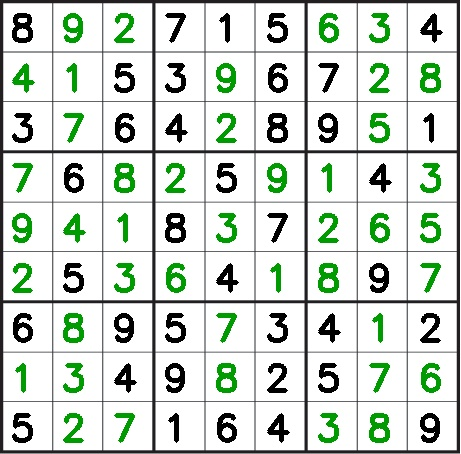 8 9 2 7 1 5 6 3 4
4 1 5 3 9 6 7 2 8
3 7 6 4 2 8 9 5 1
7 6 8 2 5 9 1 4 3
9 4 1 8 3 7 2 6 5
2 5 3 6 4 1 8 9 7
6 8 9 5 7 3 4 1 2
1 3 4 9 8 2 5 7 6
5 2 7 1 6 4 3 8 9